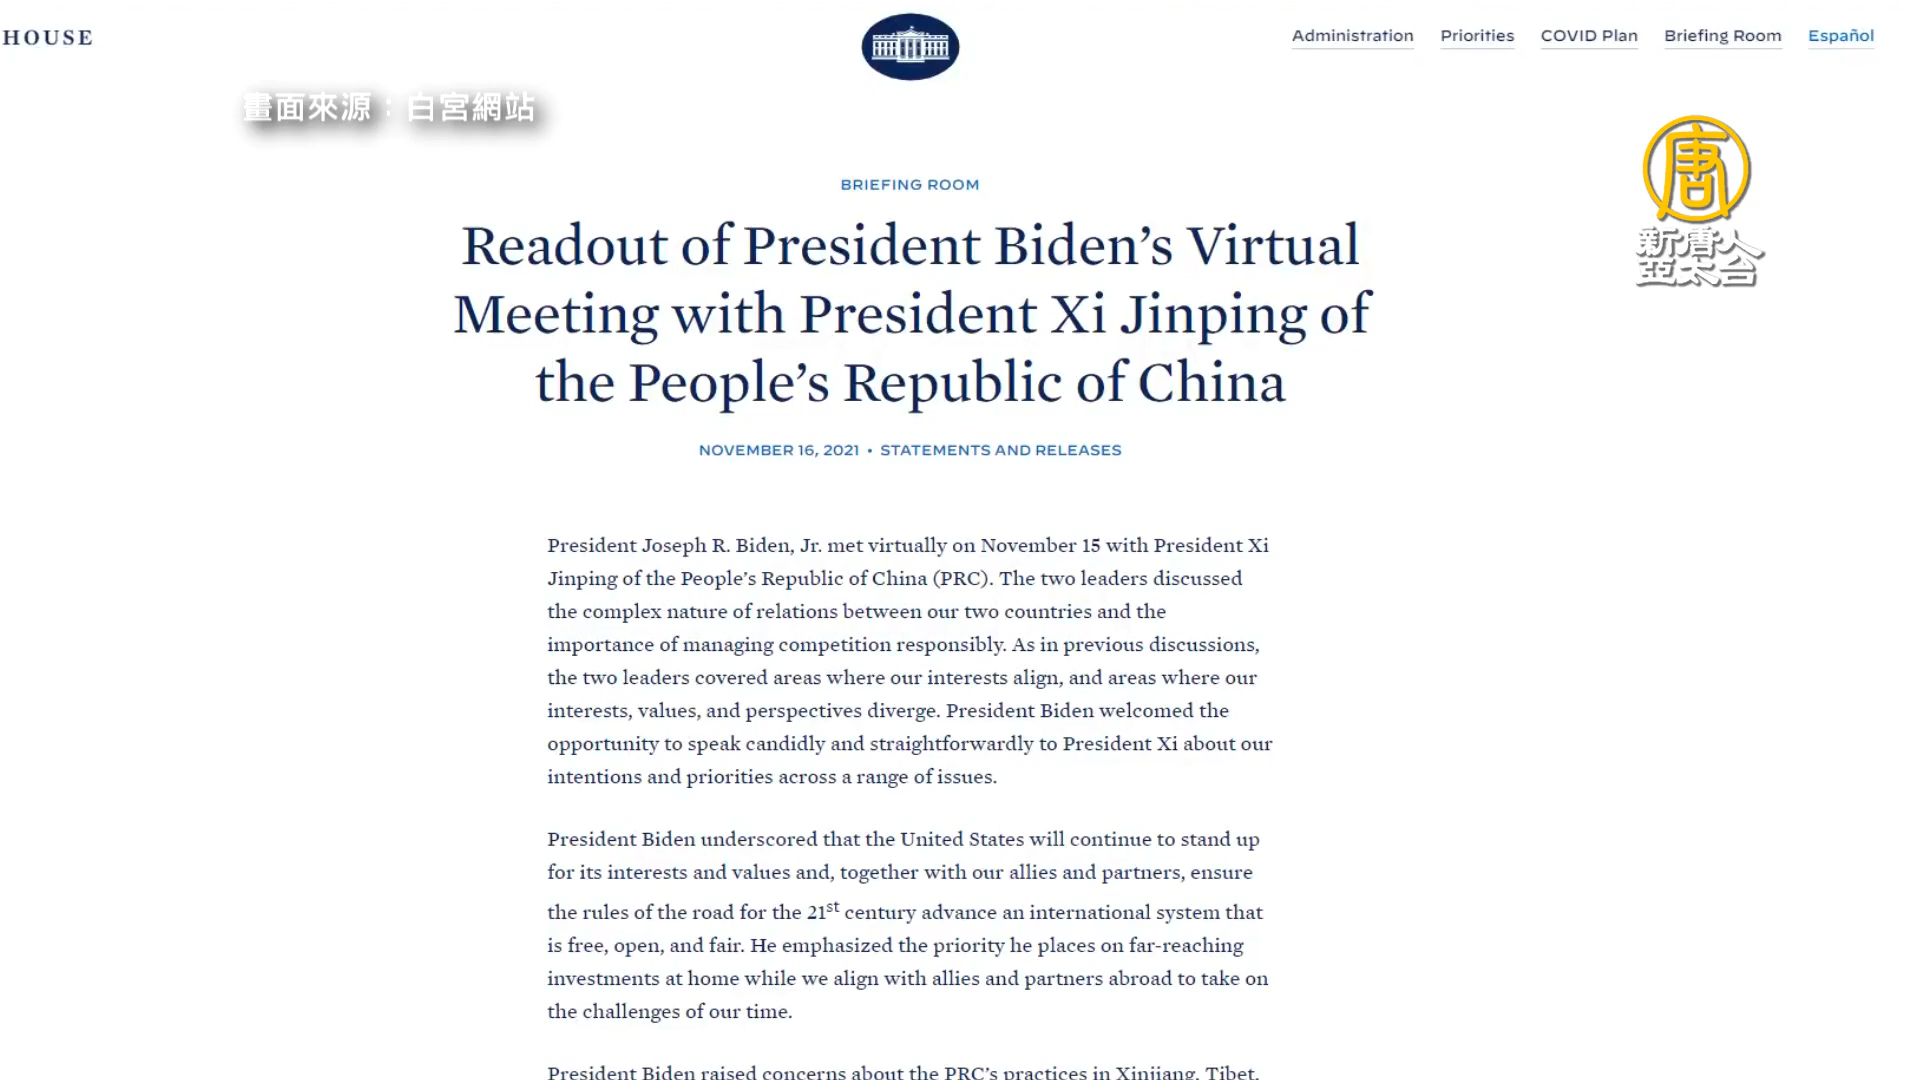 HOUSE
Administration Priorities COVID Plan Briefing Room Español
畫面來源：白宮網站
唐
新唐人
亞太台
BRIEFING ROOM
Readout of President Biden’s Virtual
Meeting with President Xi Jinping of
the People’s Republic of China
NOVEMBER 16, 2021 • STATEMENTS AND RELEASES
President Joseph R. Biden, Jr. met virtually on November 15 with President Xi
Jinping of the People’s Republic of China (PRC). The two leaders discussed
the complex nature of relations between our two countries and the
importance of managing competition responsibly. As in previous discussions,
the two leaders covered areas where our interests align, and areas where our
interests, values, and perspectives diverge. President Biden welcomed the
opportunity to speak candidly and straightforwardly to President Xi about our
intentions and priorities across a range of issues.
President Biden underscored that the United States will continue to stand up
for its interests and values and, together with our allies and partners, ensure
the rules of the road for the 21st century advance an international system that
is free, open, and fair. He emphasized the priority he places on far-reaching
investments at home while we align with allies and partners abroad to take on
the challenges of our time.
President Biden raised concerns about the PRC’s practices in Xinjiang, Tibet,